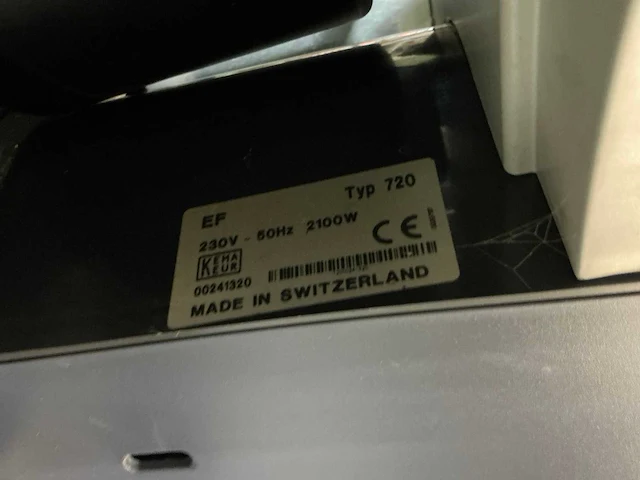 Typ 720
EF
230V - 50Hz 2100W
CE
KEMA
KEUR
00241320
MADE IN SWITZERLAND